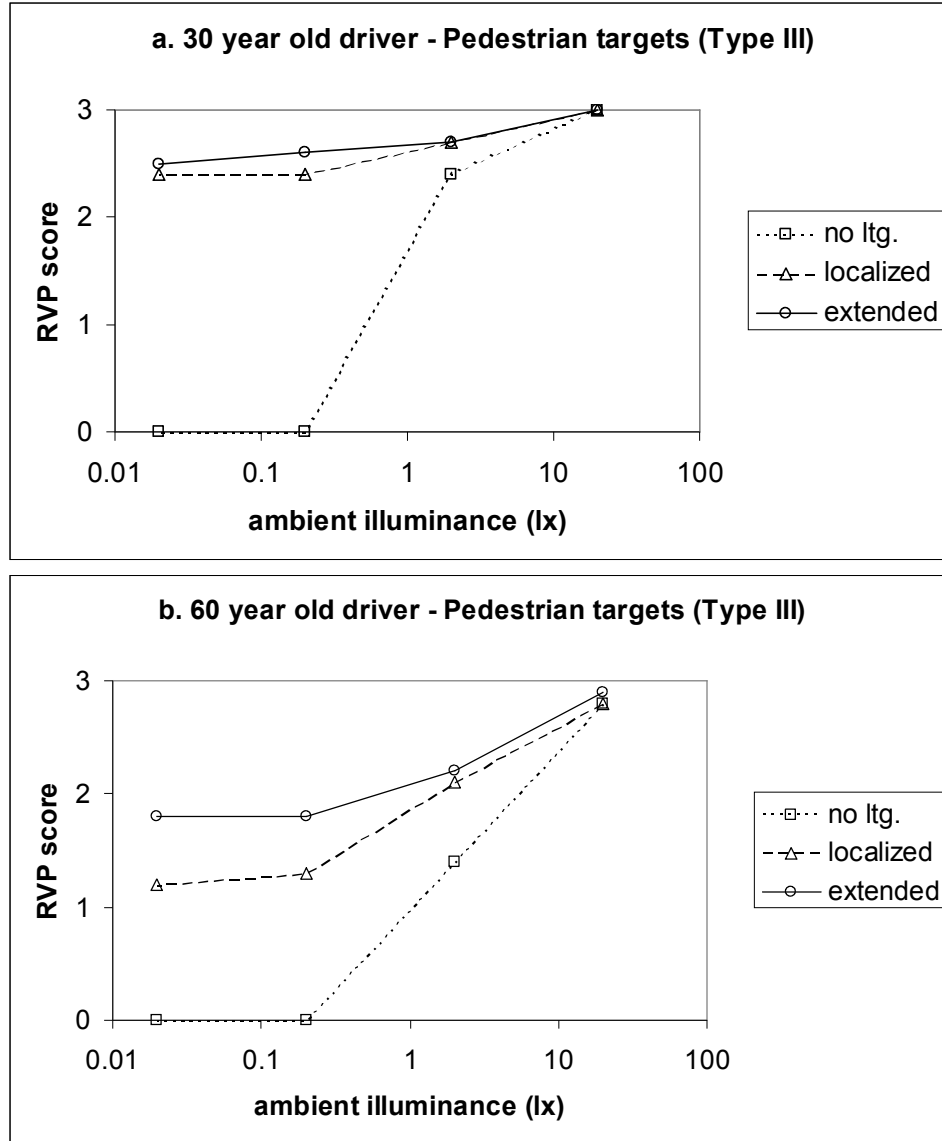 a. 30 year old driver - Pedestrian targets (Type III)
3
2
1
0
RVP score
0.01 0.1 1 10 100
ambient illuminance (lx)
no ltg.
localized
extended
b. 60 year old driver - Pedestrian targets (Type III)
3
2
1
0
RVP score
0.01 0.1 1 10 100
ambient illuminance (lx)
no ltg.
localized
extended